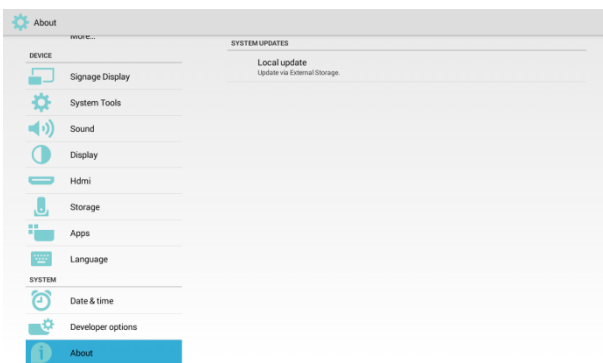 About
More...
DEVICE
Signage Display
System Tools
Sound
Display
Hdmi
Storage
Apps
Language
SYSTEM
Date & time
Developer options
About
SYSTEM UPDATES
Local update
Update via External Storage.